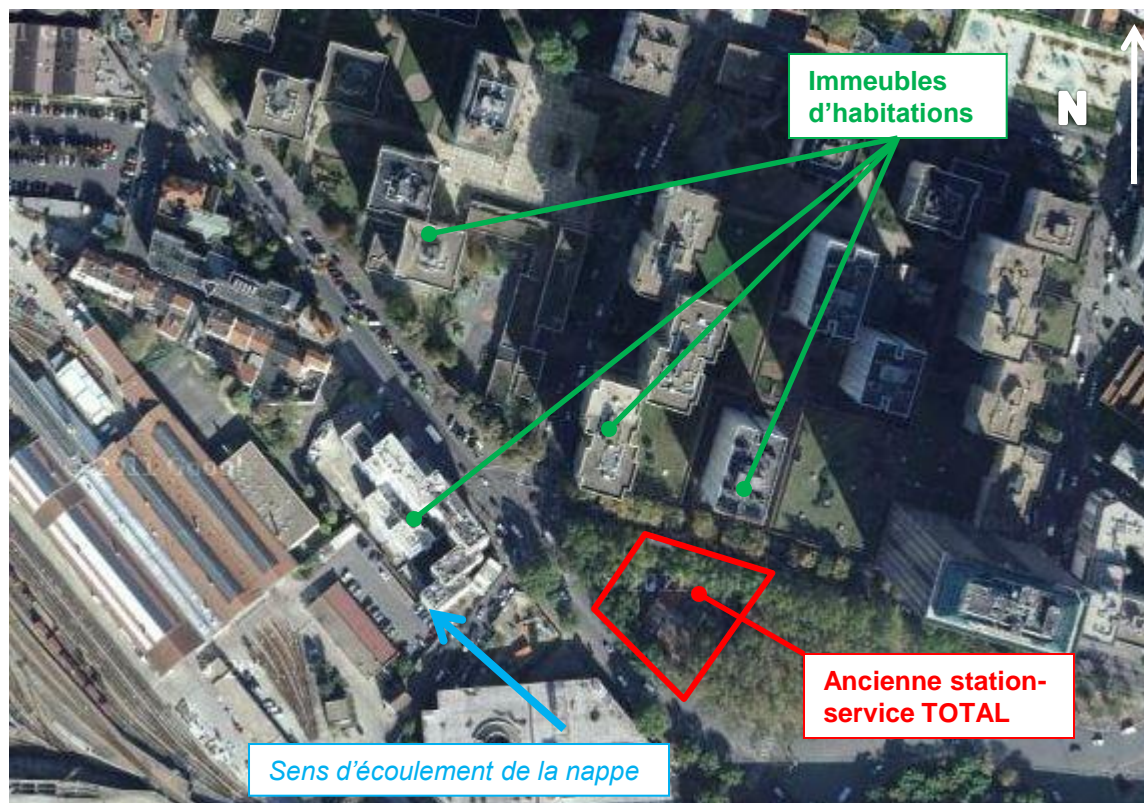 Immeubles
d'habitations
N
Ancienne station-
service TOTAL
Sens d'écoulement de la nappe